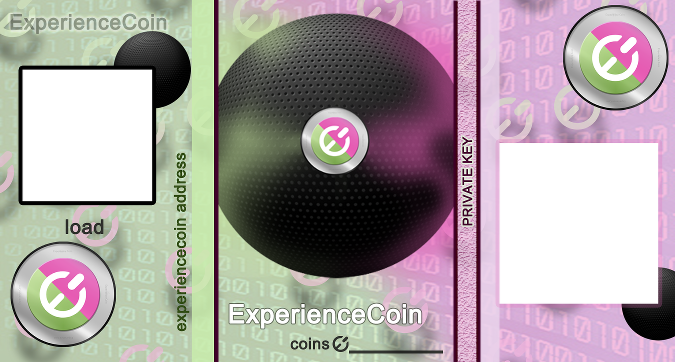 ExperienceCoin
load
experiencecoin address
ExperienceCoin
coins
PRIVATE KEY